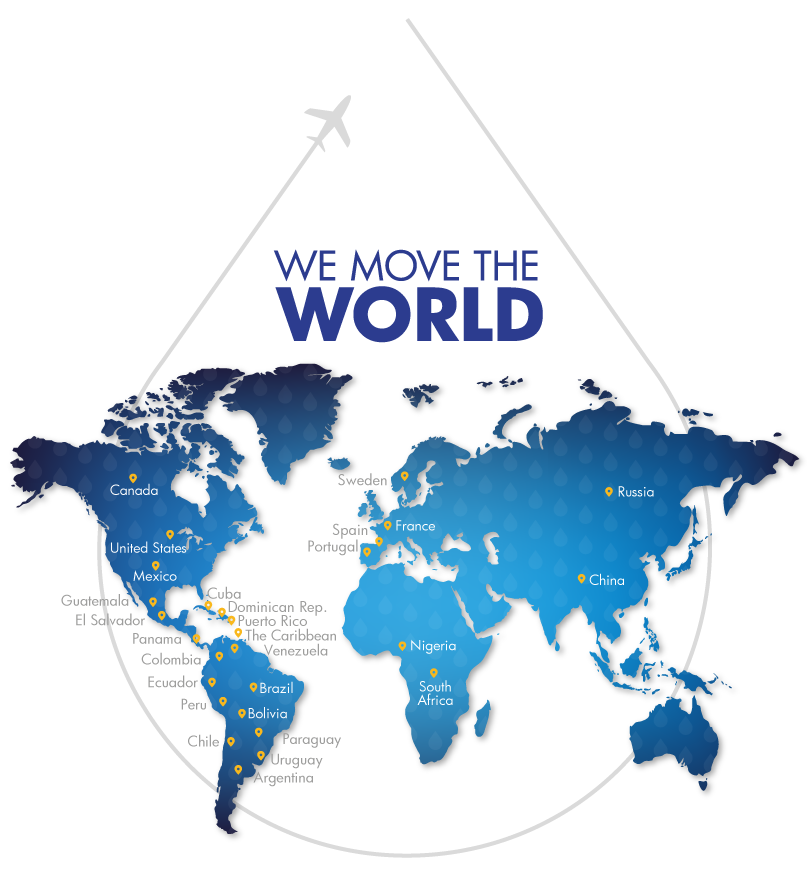 WE MOVE THE
WORLD
Sweden
Canada
Russia
France
Spain
United States
Portugal
Mexico
China
Cuba
Guatemala
Dominican Rep.
El Salvador
Puerto Rico
The Caribbean
Panama
Nigeria
Venezuela
Colombia
Ecuador
Brazil
South
Africa
Peru
Bolivia
Chile
Paraguay
Uruguay
Argentina